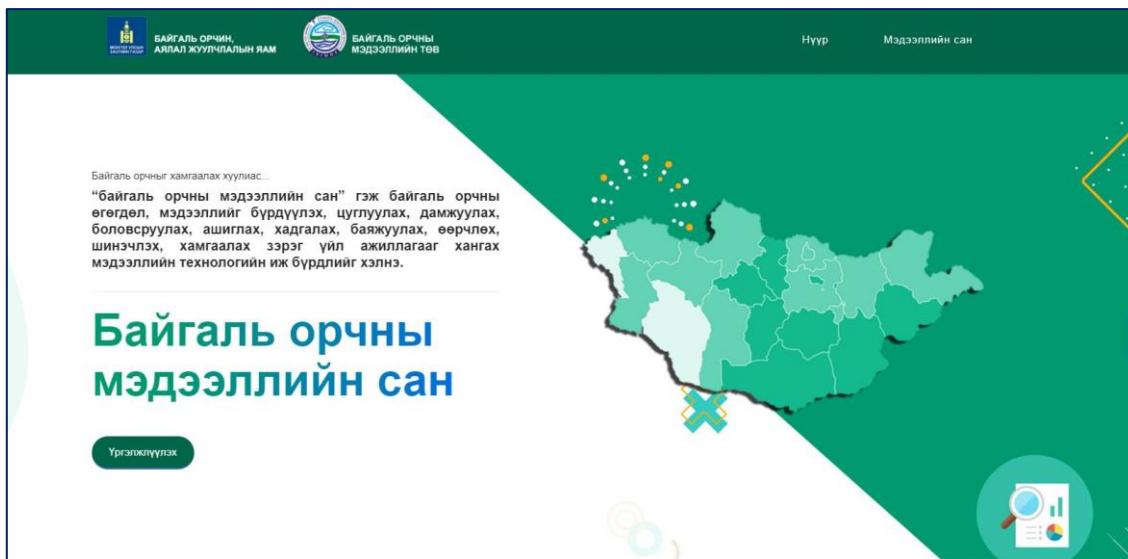 БАЙГАЛЬ ОРЧИН,
АЯЛАЛ ЖУУЛЧЛАЛЫН ЯАМ
БАЙГАЛЬ ОРЧНЫ
МЭДЭЭЛЛИЙН ТӨВ
Нүүр
Мэдээллийн сан
Байгаль орчныг хамгаалах хуулиас...
“байгаль орчны мэдээллийн сан” гэж байгаль орчны
өгөгдөл, мэдээллийг бүрдүүлэх, цуглуулах, дамжуулах,
боловсруулах, ашиглах, хадгалах, баяжуулах, өөрчлөх,
шинэчлэх, хамгаалах зэрэг үйл ажиллагааг хангах
мэдээллийн технологийн иж бүрдлийг хэлнэ.
Байгаль орчны
мэдээллийн сан
Үргэлжлүүлэх